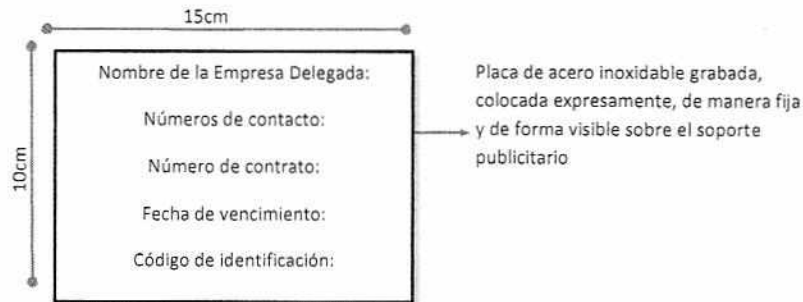 15cm
10cm
Nombre de la Empresa Delegada:
Números de contacto:
Número de contrato:
Fecha de vencimiento:
Código de identificación:
Placa de acero inoxidable grabada,
colocada expresamente, de manera fija
y de forma visible sobre el soporte
publicitario